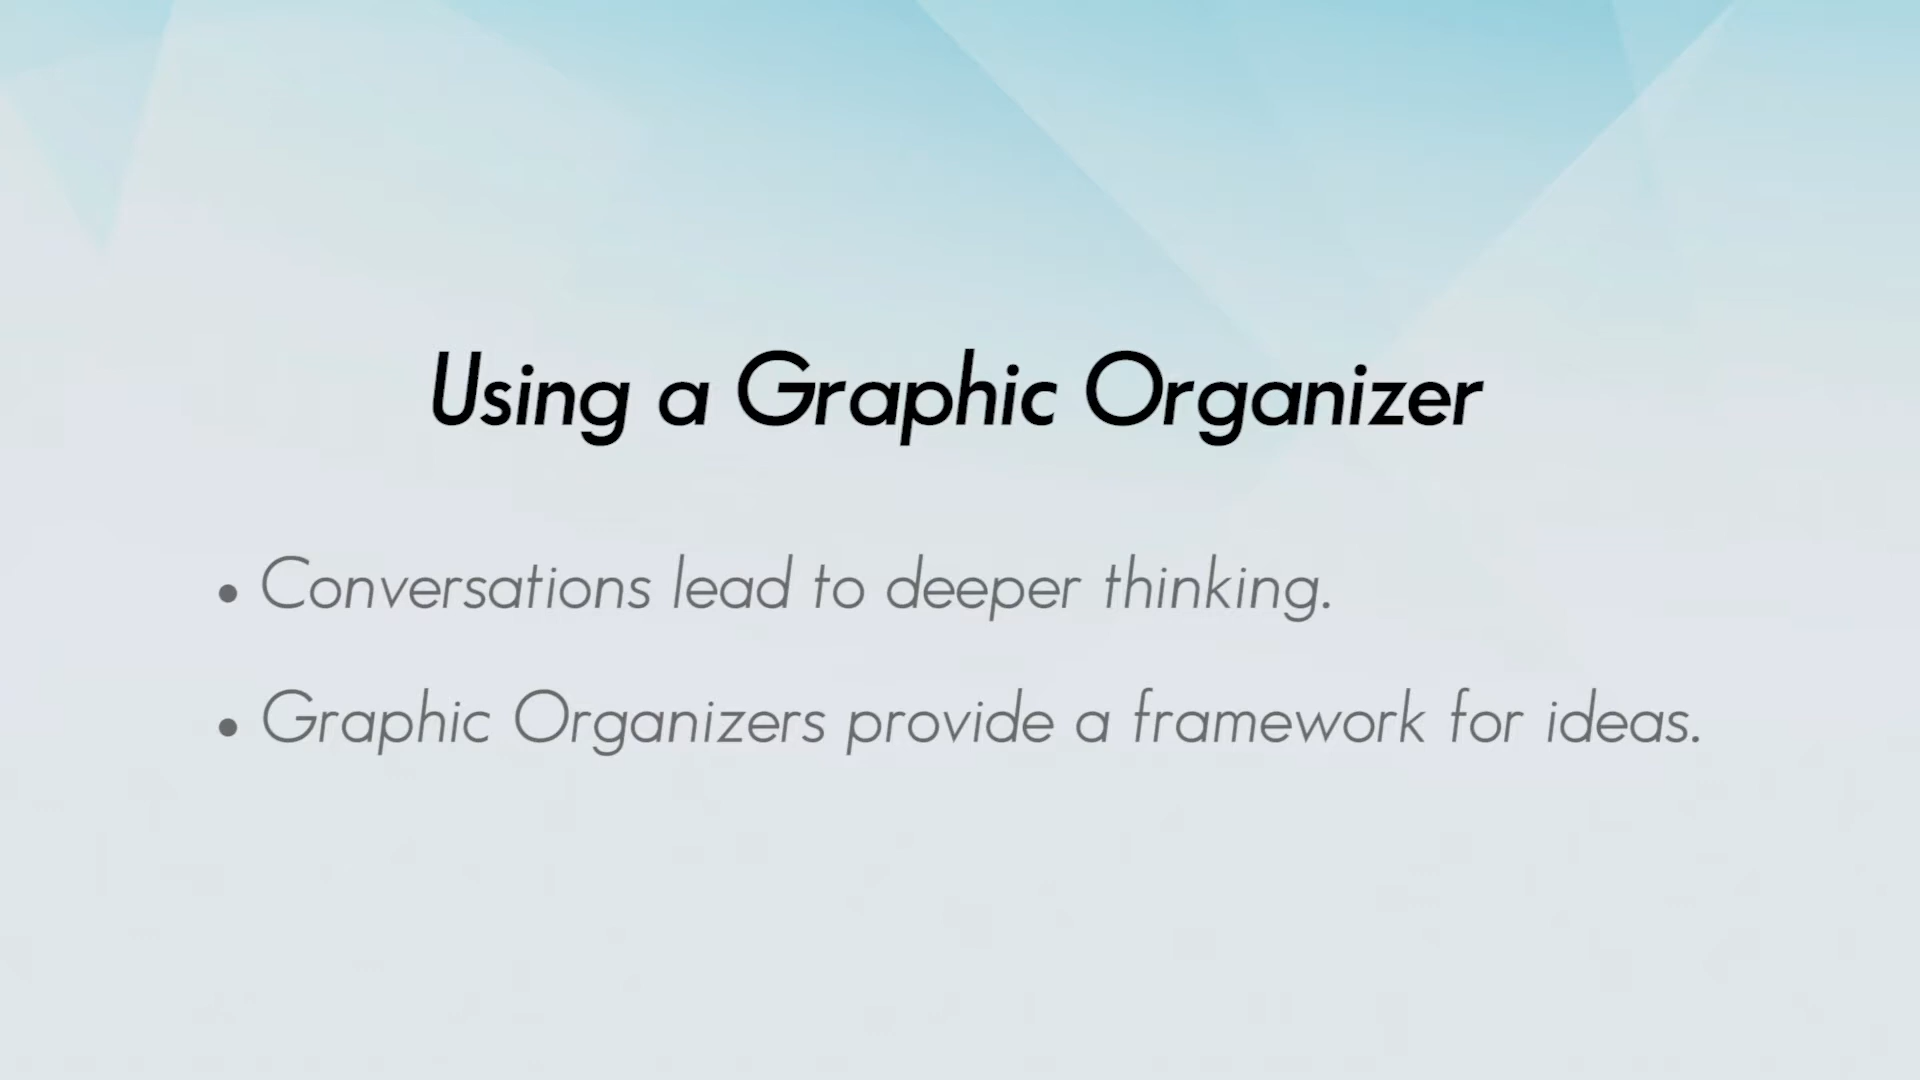 Using a Graphic Organizer
• Conversations lead to deeper thinking.
• Graphic Organizers provide a framework for ideas.